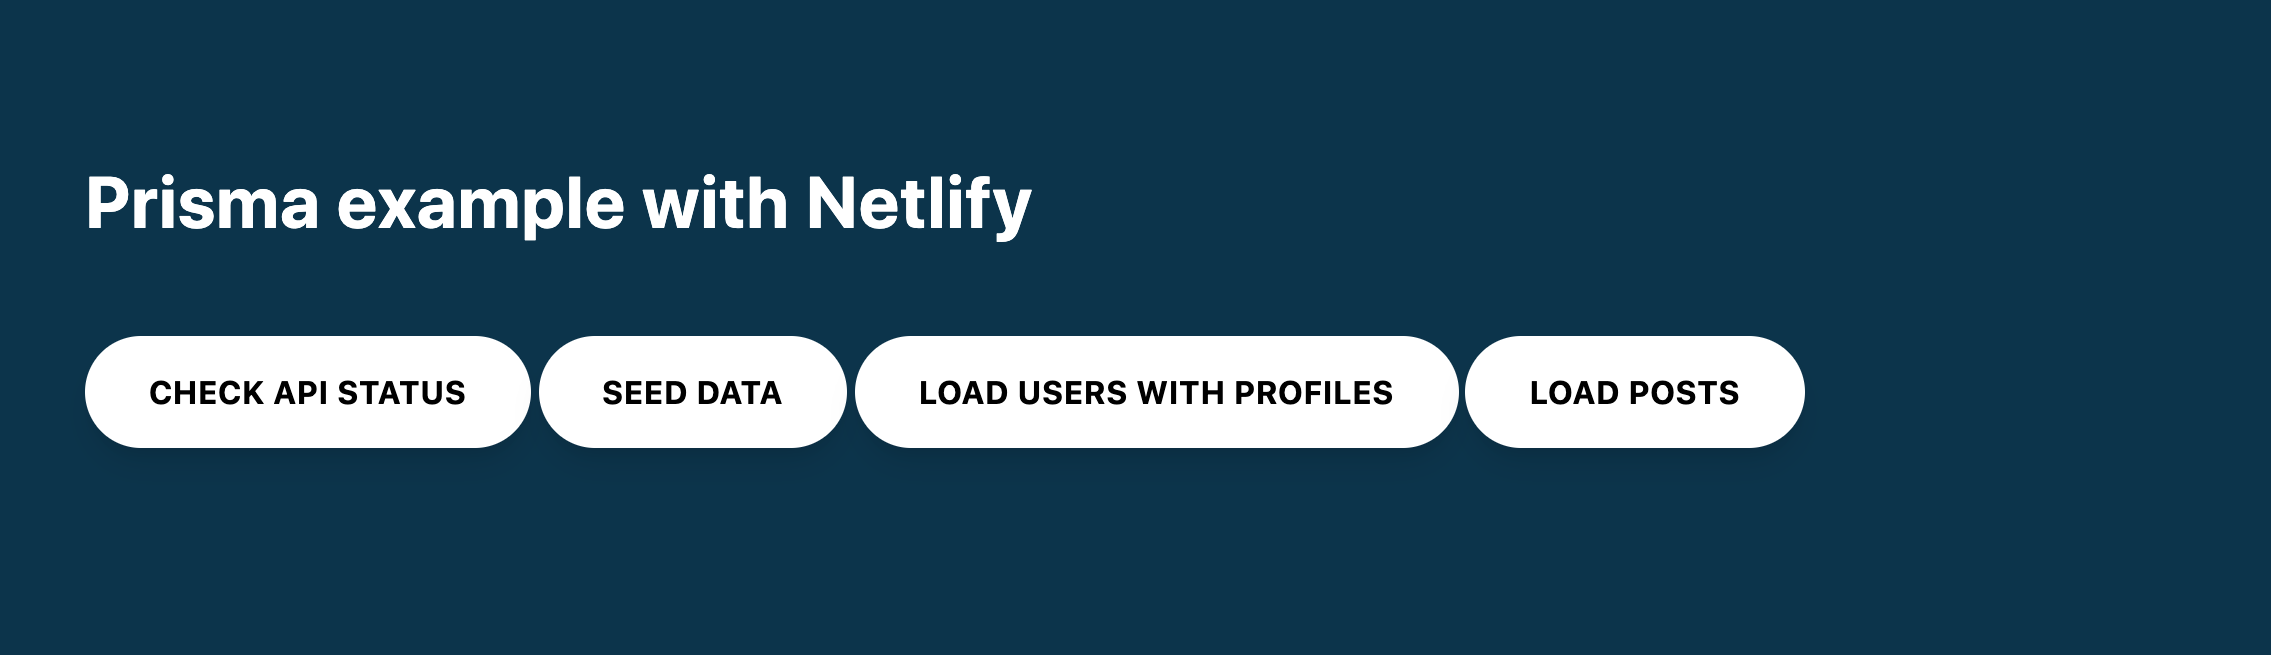 Prisma example with Netlify
CHECK API STATUS
SEED DATA
LOAD USERS WITH PROFILES
LOAD POSTS